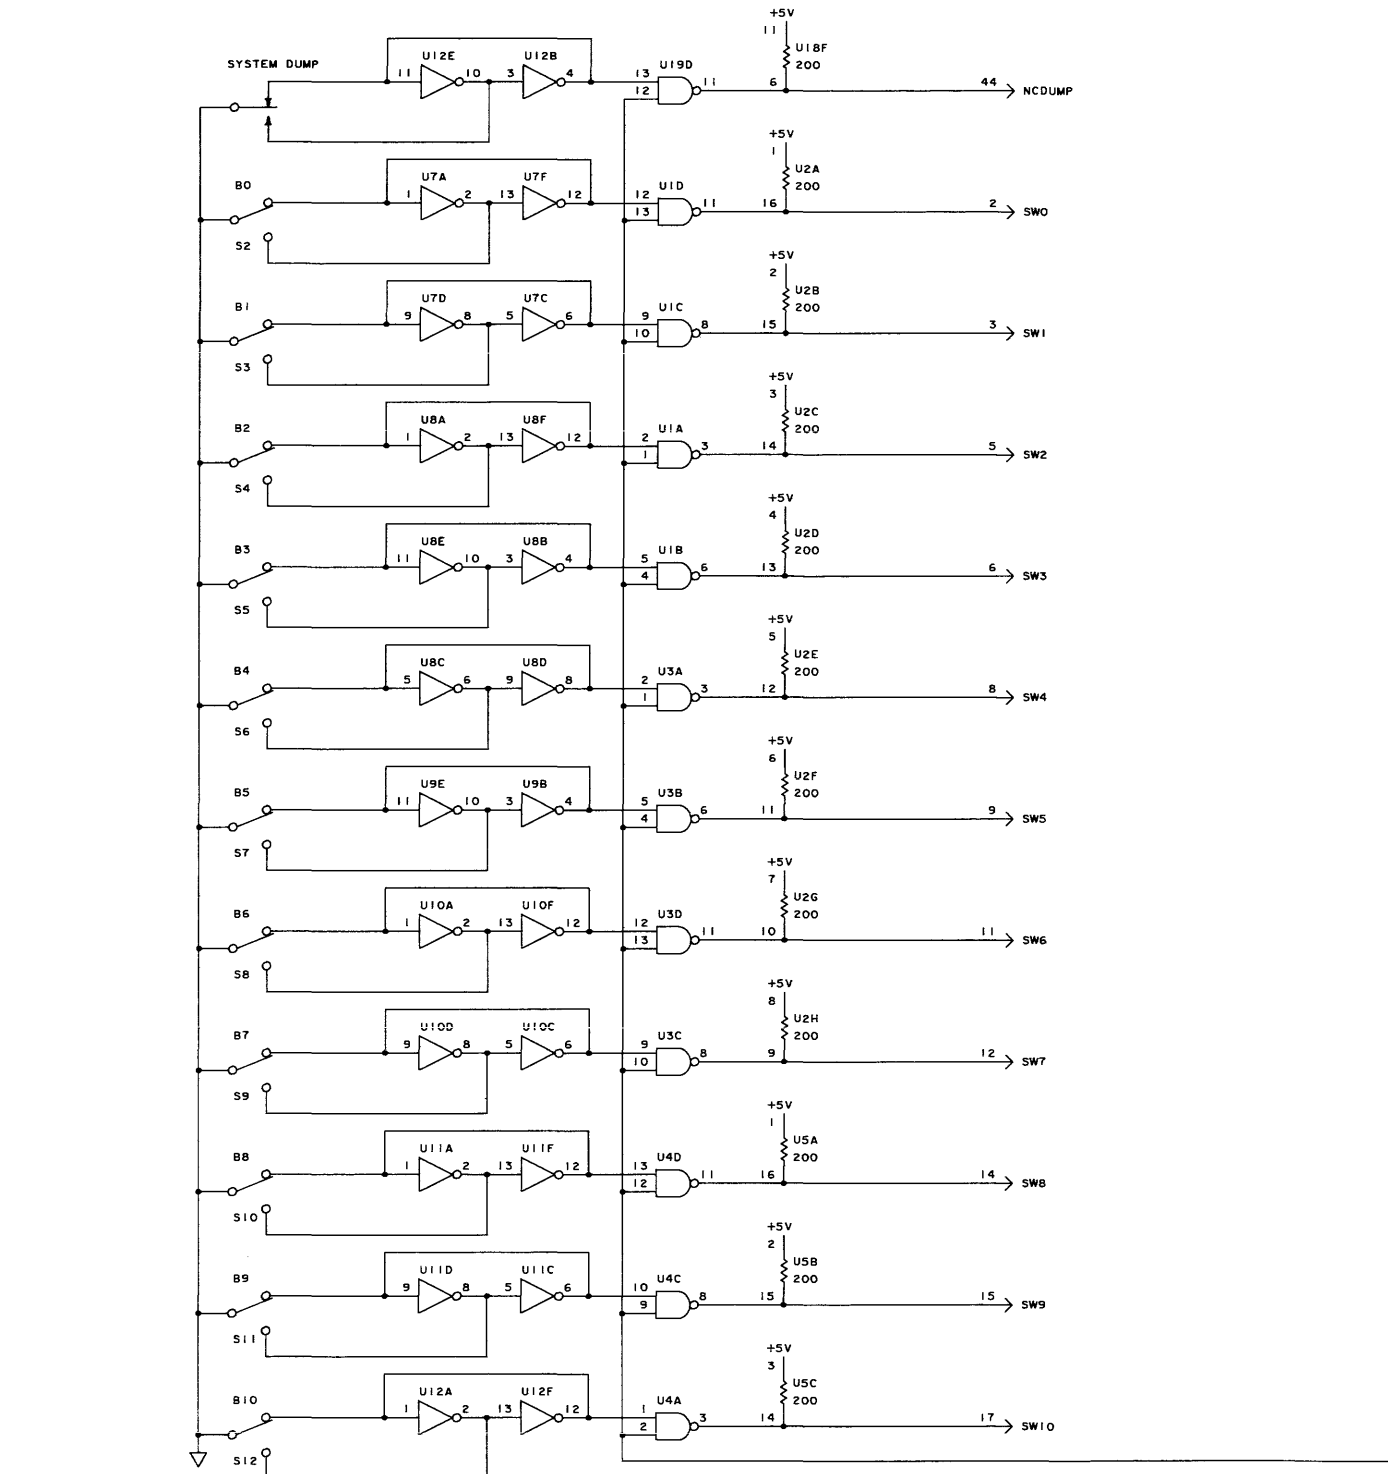 +5V
11
U18F
200
SYSTEM DUMP
U12E
U12B
U19D
11 10 3 4 13 12 11 6 44 NCDUMP
+5V
1
U2A
200
B0
U7A
U7F
U1D
1 2 13 12 12 13 11 16 2 SW0
S2
+5V
2
U2B
200
B1
U7D
U7C
U1C
9 8 5 6 9 10 8 15 3 SW1
S3
+5V
3
U2C
200
B2
U8A
U8F
U1A
1 2 13 12 2 1 3 14 5 SW2
S4
+5V
4
U2D
200
B3
U8E
U8B
U1B
11 10 3 4 5 4 6 13 6 SW3
S5
+5V
5
U2E
200
B4
U8C
U8D
U3A
5 6 9 8 2 1 3 12 8 SW4
S6
+5V
6
U2F
200
B5
U9E
U9B
U3B
11 10 3 4 5 4 6 11 9 SW5
S7
+5V
7
U2G
200
B6
U10A
U10F
U3D
1 2 13 12 12 13 11 10 11 SW6
S8
+5V
8
U2H
200
B7
U10D
U10C
U3C
9 8 5 6 9 10 8 9 12 SW7
S9
+5V
1
U5A
200
B8
U11A
U11F
U4D
1 2 13 12 13 12 11 16 14 SW8
S10
+5V
2
U5B
200
B9
U11D
U11C
U4C
9 8 5 6 10 9 8 15 15 SW9
S11
+5V
3
U5C
200
B10
U12A
U12F
U4A
1 2 13 12 1 2 3 14 17 SW10
S12